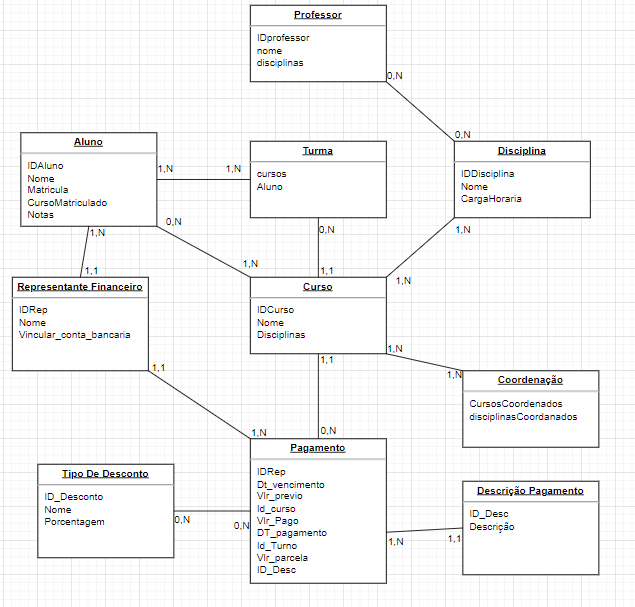 Professor
IDprofessor
nome
disciplinas
0,N
0,N
Aluno
IDAluno
Nome
Matricula
CursoMatriculado
Notas
1,N
1,N
Turma
cursos
Aluno
Disciplina
IDDisciplina
Nome
CargaHoraria
0,N
1,N
0,N
1,N
1,N
1,1
1,1
1,N
Representante Financeiro
IDRep
Nome
Vincular_conta_bancaria
Curso
IDCurso
Nome
Disciplinas
1,N
1,N
1,1
1,1
Coordenação
CursosCoordenados
disciplinasCoordanados
1,N
0,N
Pagamento
IDRep
Dt_vencimento
Vlr_previo
Id_curso
Vlr_Pago
DT_pagamento
Id_Turno
Vlr_parcela
ID_Desc
Tipo De Desconto
ID_Desconto
Nome
Porcentagem
0,N
0,N
Descrição Pagamento
ID_Desc
Descrição
1,N
1,1